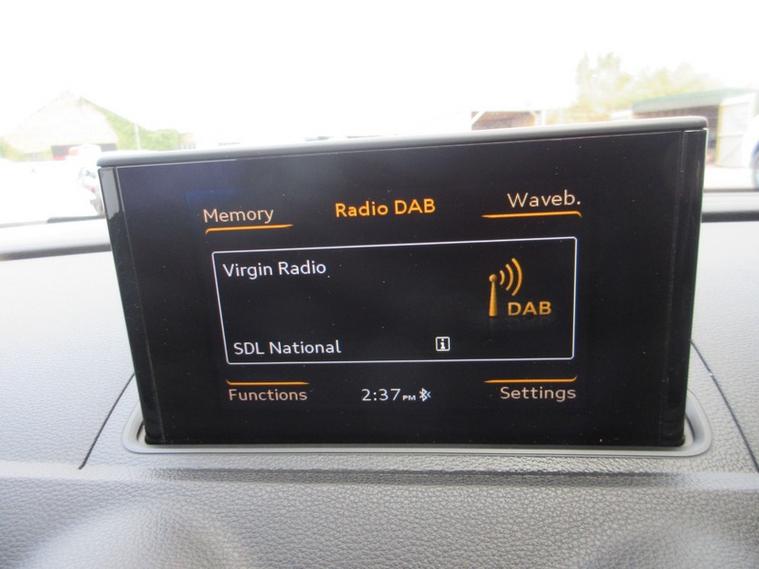 Memory
Radio DAB
Waveb.
Virgin Radio
DAB
SDL National
i
Functions
2:37 PM
Settings